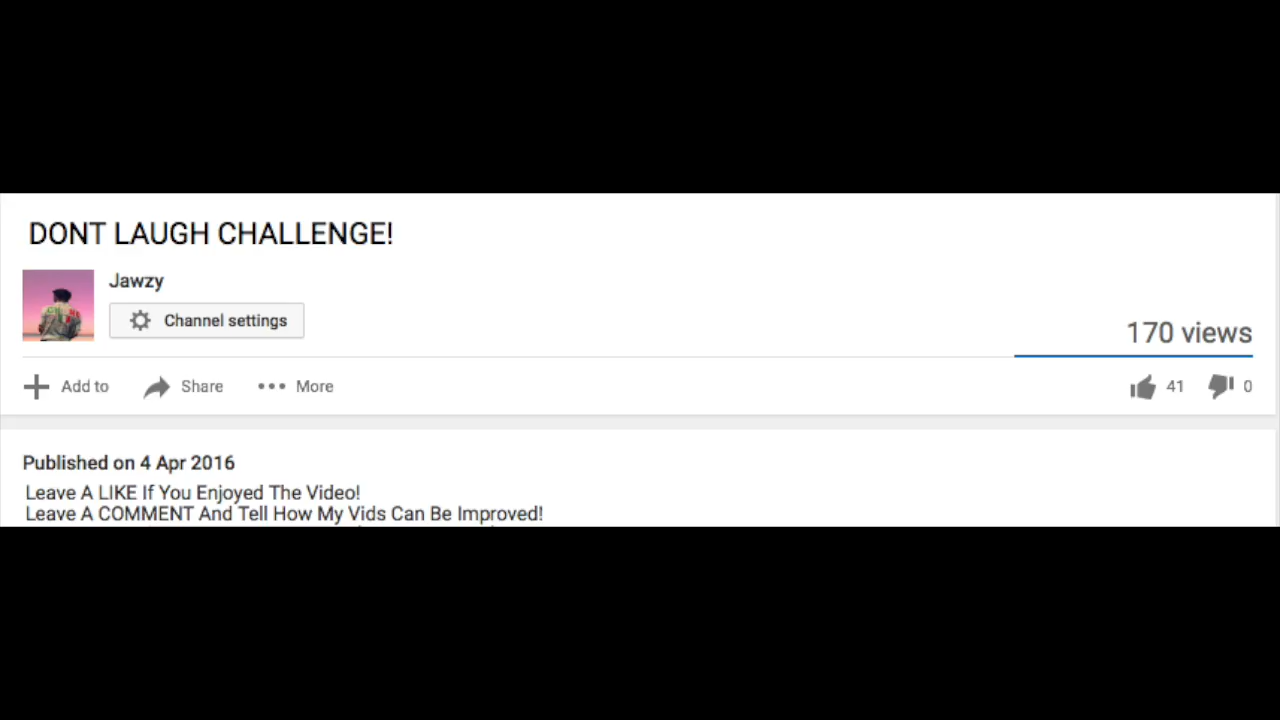 DONT LAUGH CHALLENGE!
Jawzy
Channel settings
170 views
Add to Share More 41 0
Published on 4 Apr 2016
Leave A LIKE If You Enjoyed The Video!
Leave A COMMENT And Tell How My Vids Can Be Improved!